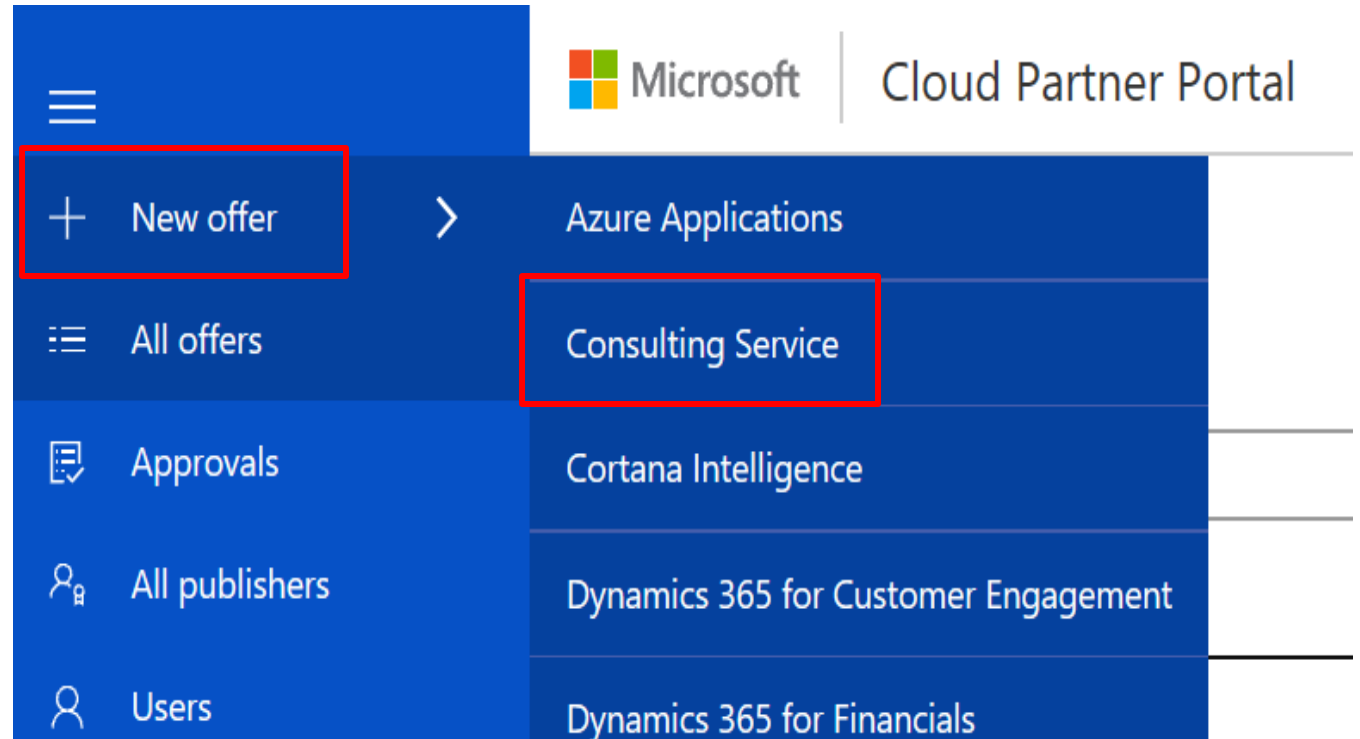 Microsoft Cloud Partner Portal
New offer
All offers
Approvals
All publishers
Users
Azure Applications
Consulting Service
Cortana Intelligence
Dynamics 365 for Customer Engagement
Dynamics 365 for Financials